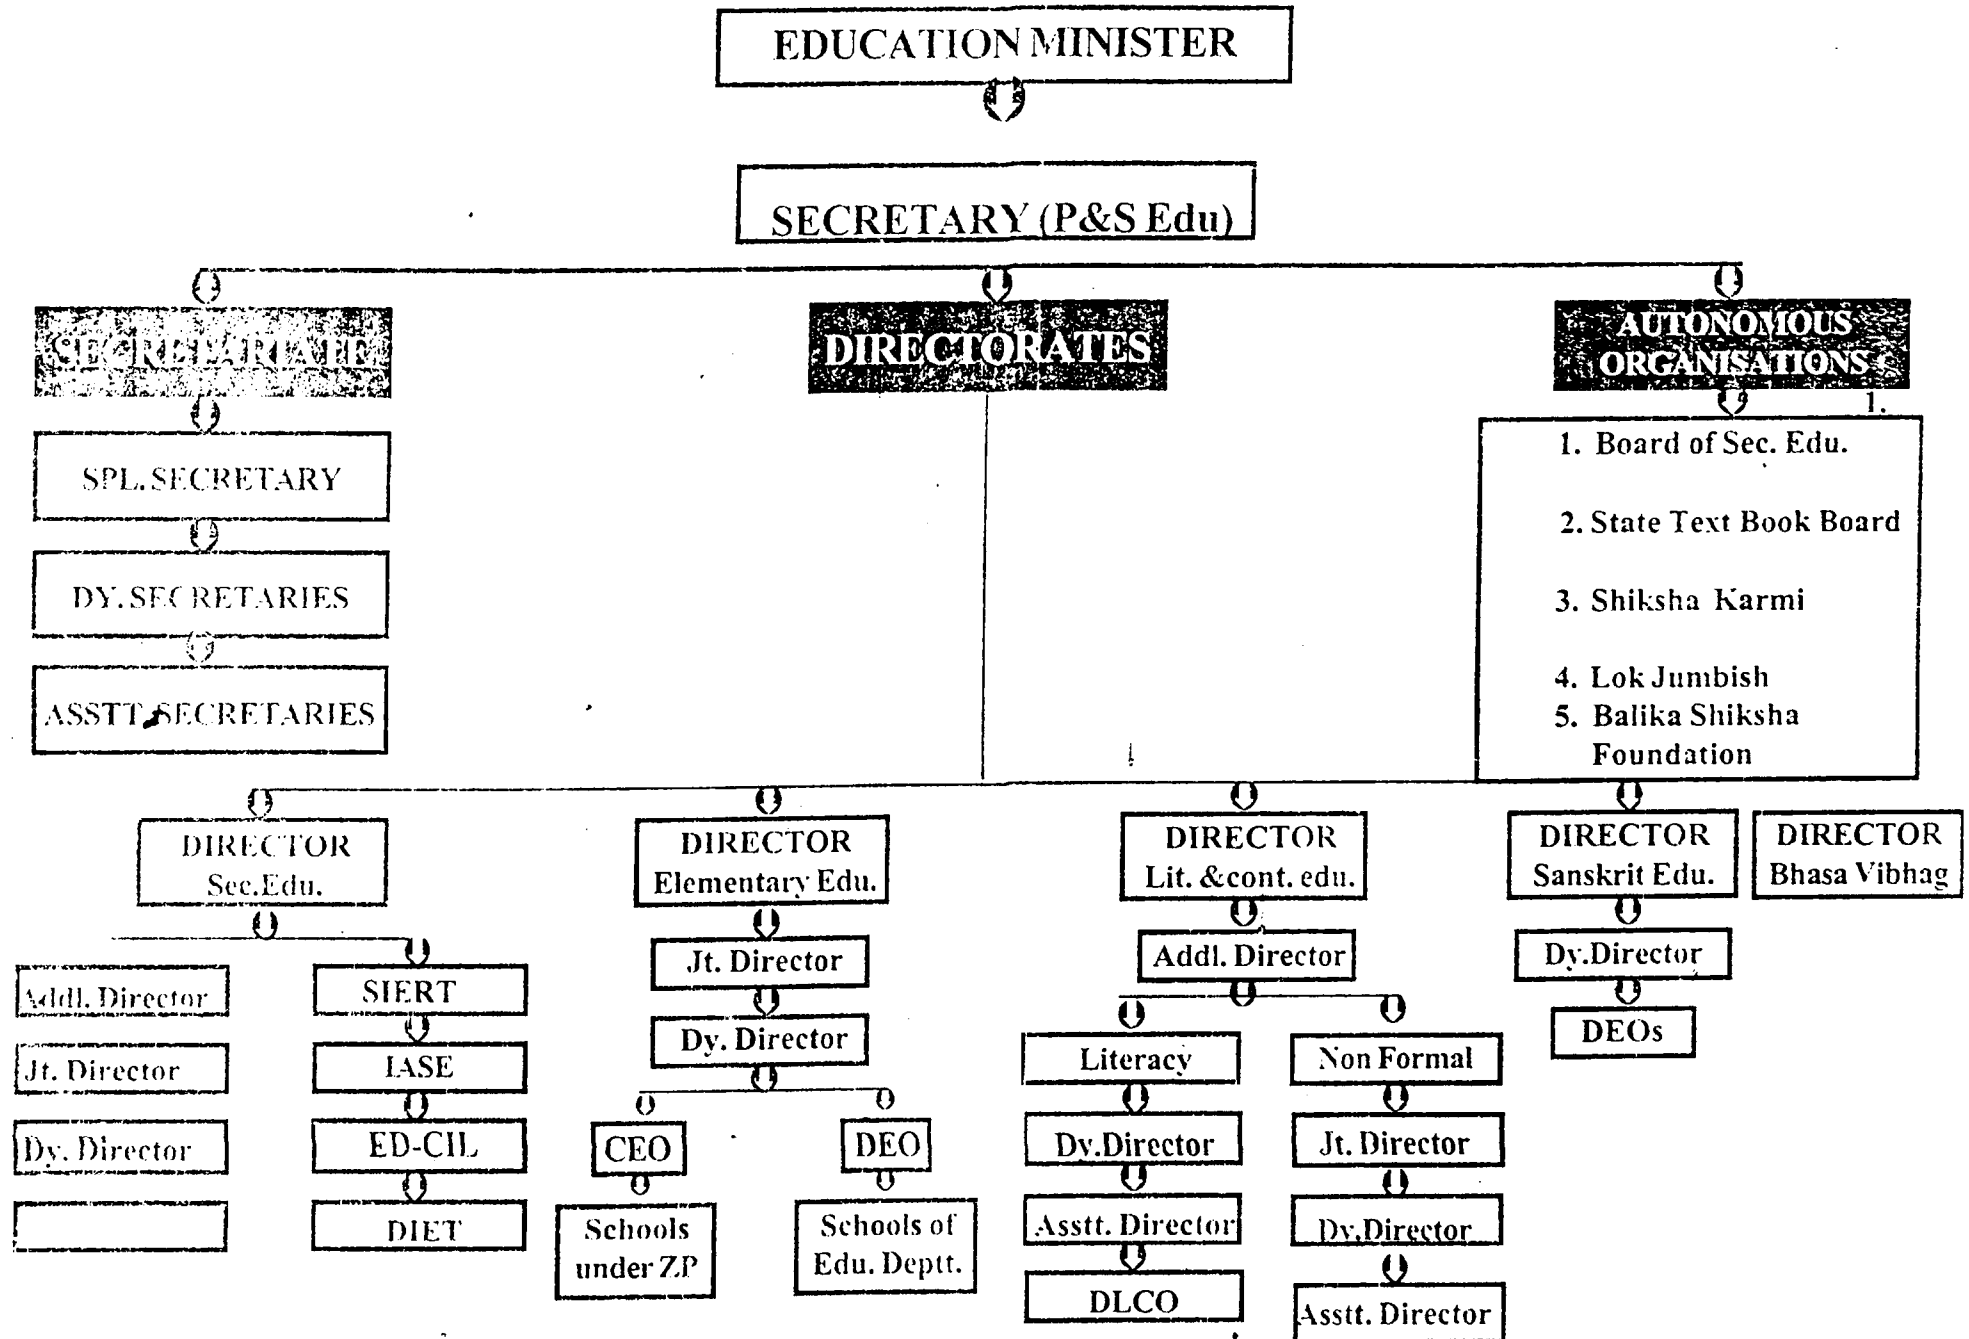 EDUCATION MINISTER
SECRETARY (P&S Edu)
SECRETARIATE
DIRECTORATES
AUTONOMOUS
ORGANISATIONS
1.
SPL. SECRETARY
DY. SECRETARIES
ASSTT. SECRETARIES
1. Board of Sec. Edu.
2. State Text Book Board
3. Shiksha Karmi
4. Lok Jumbish
5. Balika Shiksha
Foundation
DIRECTOR
Sec.Edu.
DIRECTOR
Elementary Edu.
DIRECTOR
Lit. &cont. edu.
DIRECTOR
Sanskrit Edu.
DIRECTOR
Bhasa Vibhag
Addl. Director
Jt. Director
Dy. Director
SIERT
IASE
ED-CIL
DIET
Jt. Director
Dy. Director
CEO
Schools
under ZP
DEO
Schools of
Edu. Deptt.
Addl. Director
Literacy
Dy.Director
Asstt. Director
DLCO
Non Formal
Jt. Director
Dy.Director
Asstt. Director
Dy.Director
DEOs